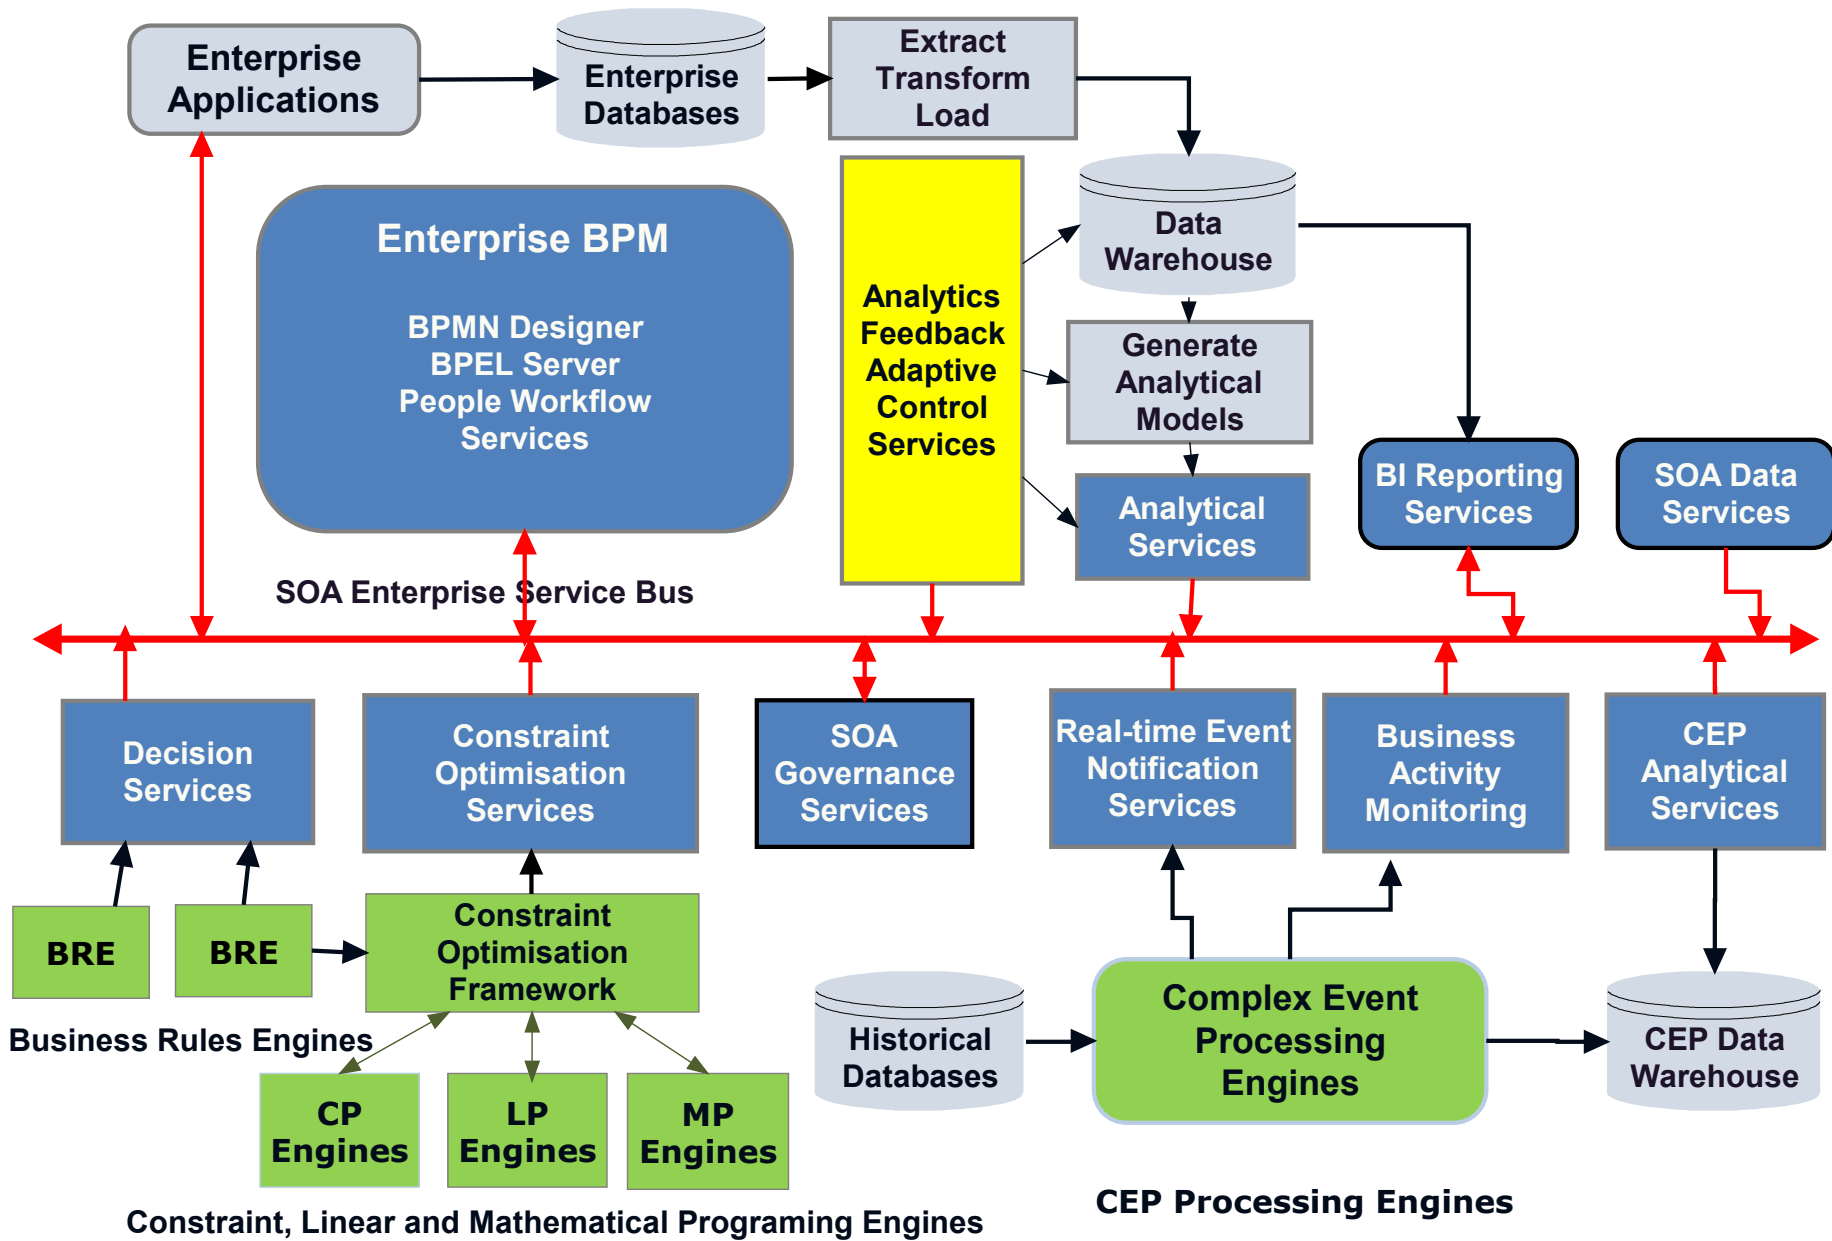 Enterprise
Applications
Enterprise
Databases
Extract
Transform
Load
Enterprise BPM
BPMN Designer
BPEL Server
People Workflow
Services
Analytics
Feedback
Adaptive
Control
Services
Data
Warehouse
Generate
Analytical
Models
Analytical
Services
BI Reporting
Services
SOA Data
Services
SOA Enterprise Service Bus
Decision
Services
Constraint
Optimisation
Services
SOA
Governance
Services
Real-time Event
Notification
Services
Business
Activity
Monitoring
CEP
Analytical
Services
BRE
BRE
Constraint
Optimisation
Framework
Business Rules Engines
Historical
Databases
Complex Event
Processing
Engines
CEP Data
Warehouse
CP
Engines
LP
Engines
MP
Engines
CEP Processing Engines
Constraint, Linear and Mathematical Programing Engines